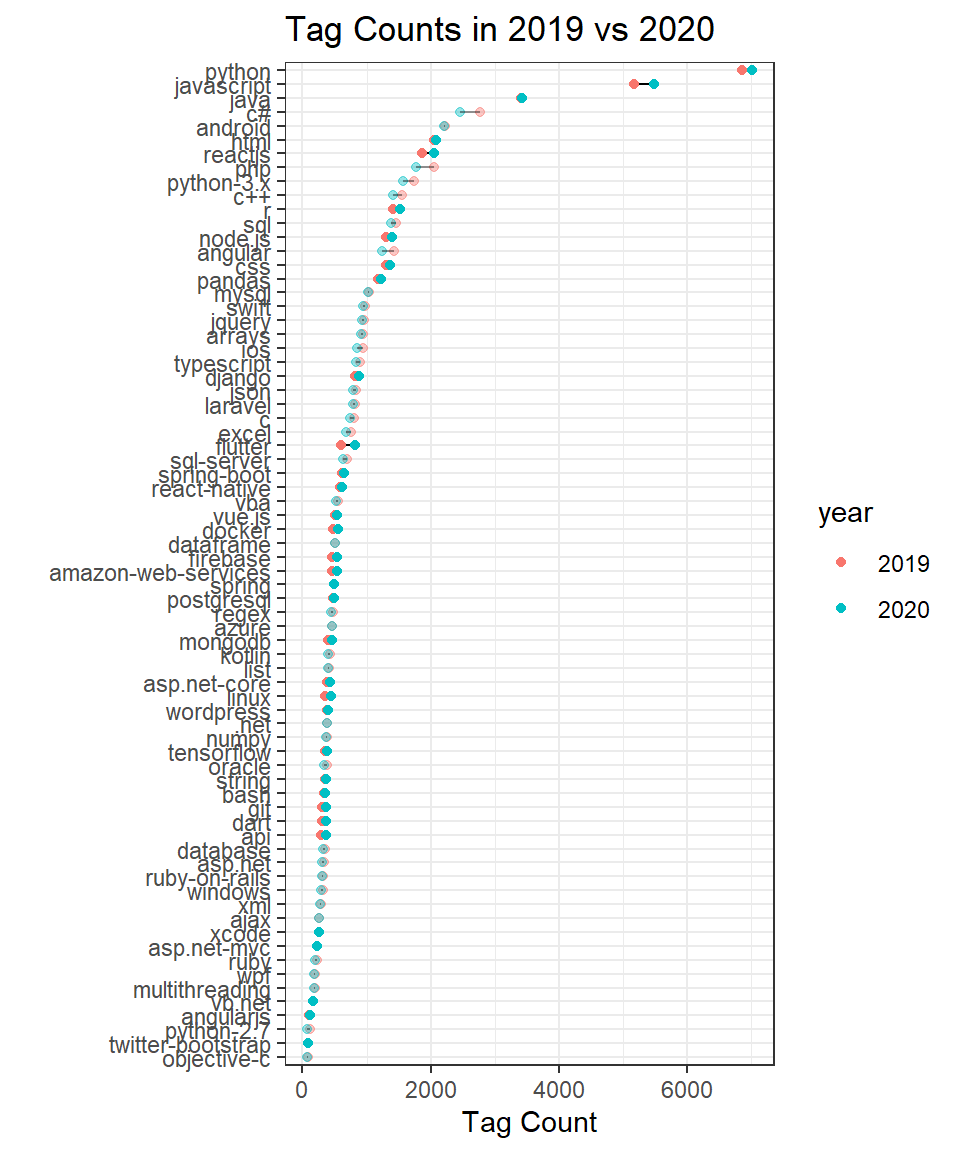 Tag Counts in 2019 vs 2020
python
javascript
java
c#
android
html
reactjs
php
python-3.x
c++
r
sql
node.js
angular
css
pandas
mysql
swift
jquery
arrays
ios
typescript
django
json
laravel
c
excel
flutter
sql-server
spring-boot
react-native
vba
vue.js
docker
dataframe
firebase
amazon-web-services
spring
postgresql
regex
azure
mongodb
kotlin
list
asp.net-core
linux
wordpress
.net
numpy
tensorflow
oracle
string
bash
git
dart
api
database
asp.net
ruby-on-rails
windows
xml
ajax
xcode
asp.net-mvc
ruby
wpf
multithreading
vb.net
angularjs
python-2.7
twitter-bootstrap
objective-c
0 2000 4000 6000
Tag Count
year
2019
2020